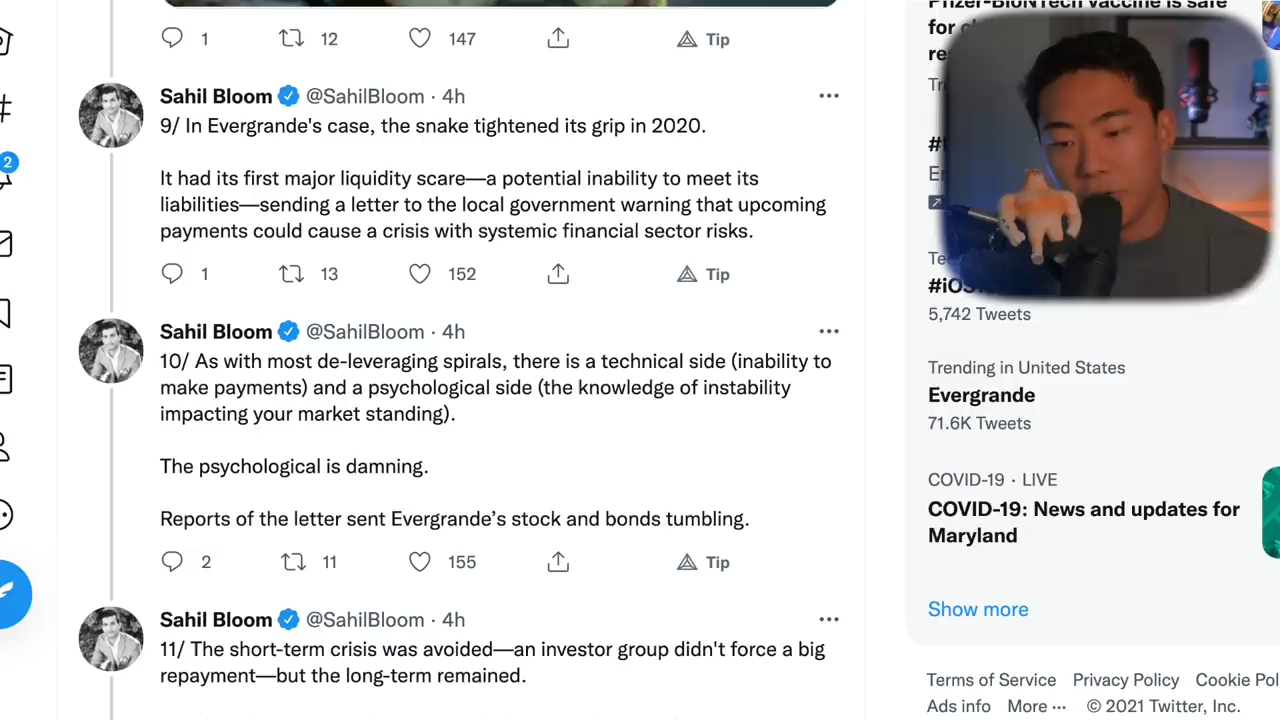 1 12 147 Tip
Sahil Bloom @SahilBloom · 4h
9/ In Evergrande's case, the snake tightened its grip in 2020.
It had its first major liquidity scare—a potential inability to meet its
liabilities—sending a letter to the local government warning that upcoming
payments could cause a crisis with systemic financial sector risks.
1 13 152 Tip
Sahil Bloom @SahilBloom · 4h
10/ As with most de-leveraging spirals, there is a technical side (inability to
make payments) and a psychological side (the knowledge of instability
impacting your market standing).
The psychological is damning.
Reports of the letter sent Evergrande’s stock and bonds tumbling.
2 11 155 Tip
Sahil Bloom @SahilBloom · 4h
11/ The short-term crisis was avoided—an investor group didn't force a big
repayment—but the long-term remained.
2
Pfizer-BioNTech vaccine is safe
for
5,742 Tweets
Trending in United States
Evergrande
71.6K Tweets
COVID-19 · LIVE
COVID-19: News and updates for
Maryland
Show more
Terms of Service Privacy Policy Cookie Pol
Ads info More ··· © 2021 Twitter, Inc.